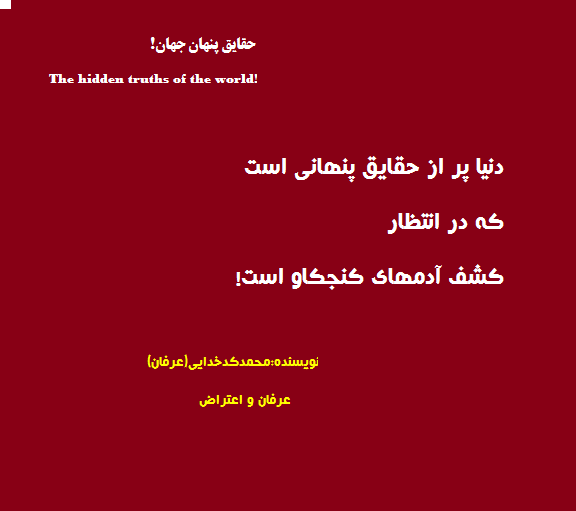 حقایق پنهان جهان!
The hidden truths of the world!
دنیا پر از حقایق پنهانی است
که در انتظار
کشف آدمهای کنجکاو است!
نویسنده:محمدکدخدایی(عرفان)
عرفان و اعتراض